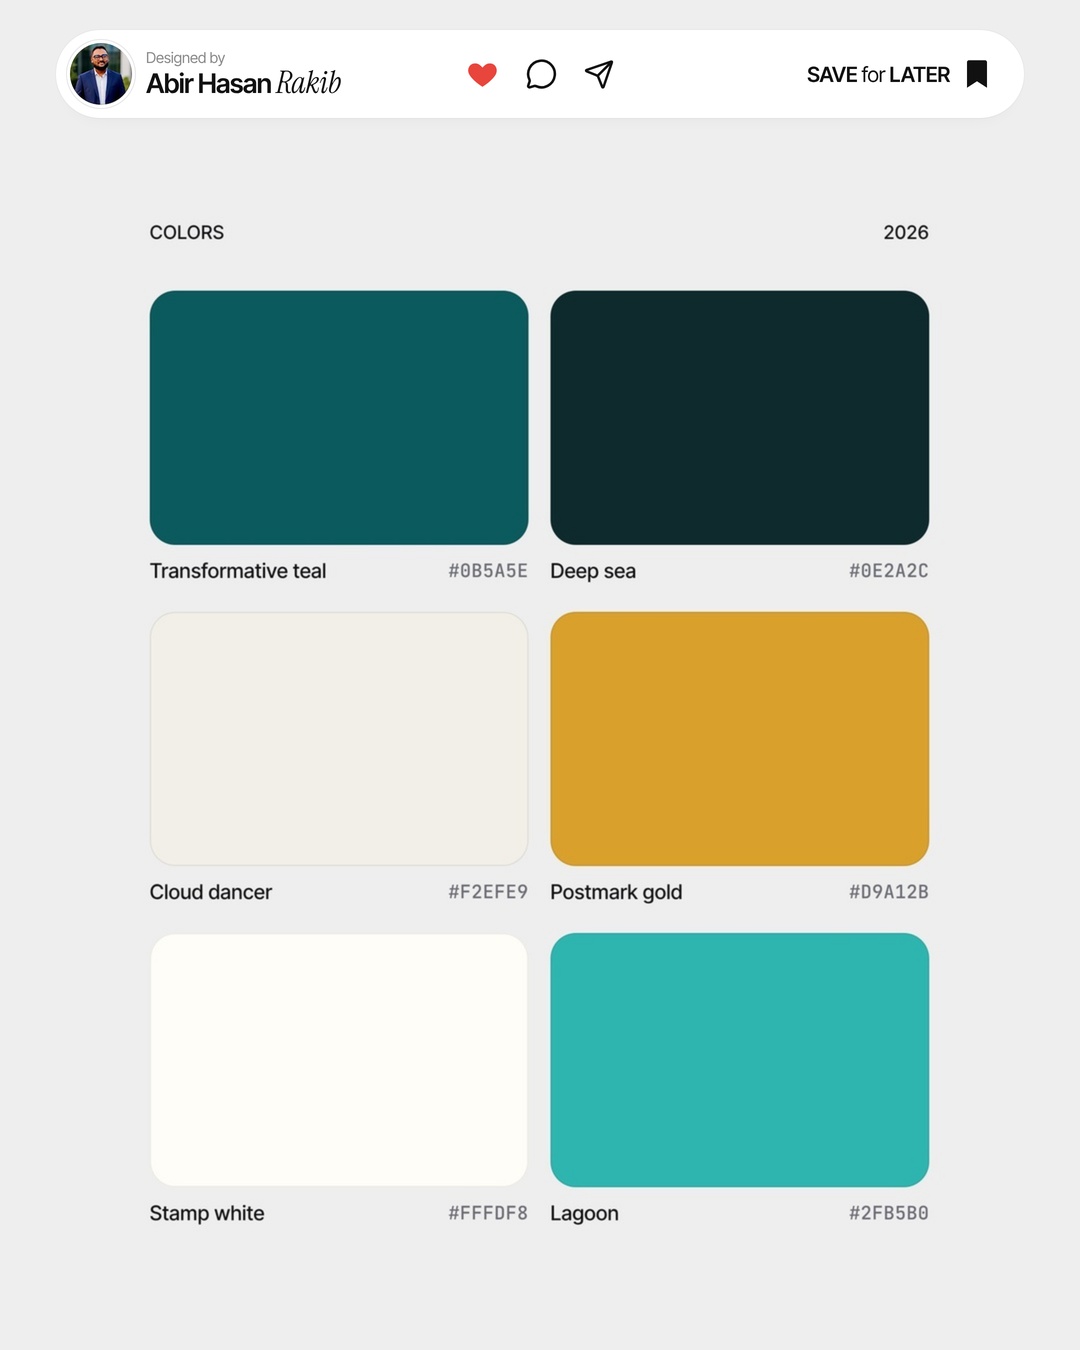 Designed by
Abir Hasan Rakib
SAVE for LATER
COLORS 2026
Transformative teal #0B5A5E Deep sea #0E2A2C
Cloud dancer #F2EFE9 Postmark gold #D9A12B
Stamp white #FFFDF8 Lagoon #2FB5B0